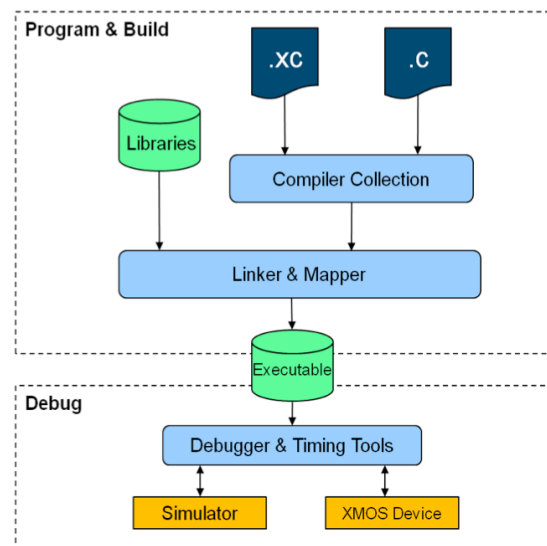 Program & Build
.XC
.C
Libraries
Compiler Collection
Linker & Mapper
Executable
Debug
Debugger & Timing Tools
Simulator
XMOS Device